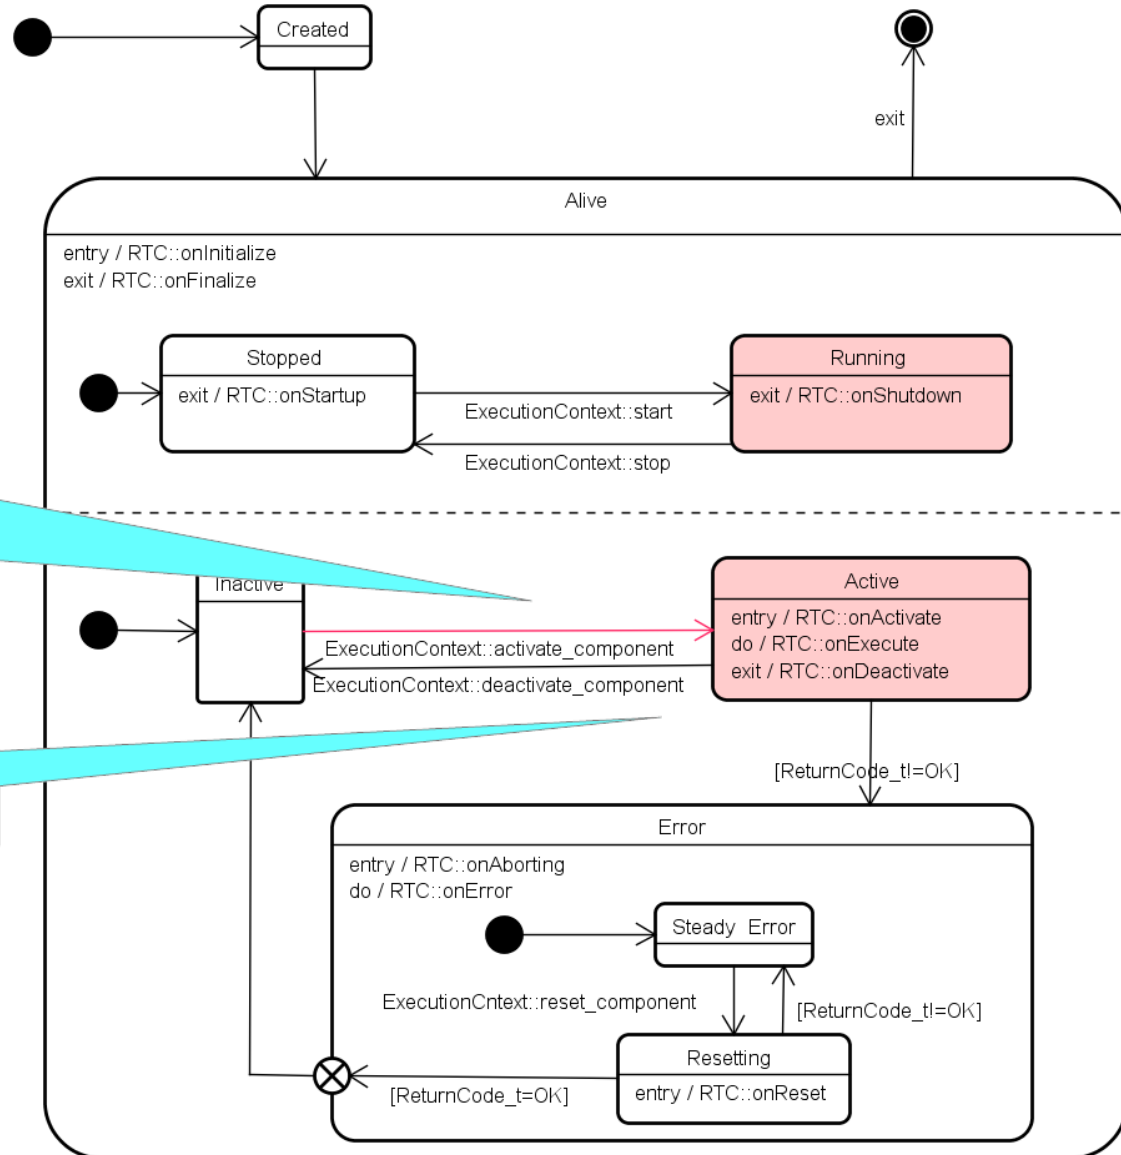 Created
exit
Alive
entry / RTC::onInitialize
exit / RTC::onFinalize
Stopped
exit / RTC::onStartup
Running
exit / RTC::onShutdown
ExecutionContext::start
ExecutionContext::stop
Inactive
Active
entry / RTC::onActivate
do / RTC::onExecute
exit / RTC::onDeactivate
ExecutionContext::activate_component
ExecutionContext::deactivate_component
[ReturnCode_t!=OK]
Error
entry / RTC::onAborting
do / RTC::onError
Steady Error
ExecutionCntext::reset_component
[ReturnCode_t!=OK]
Resetting
entry / RTC::onReset
[ReturnCode_t=OK]